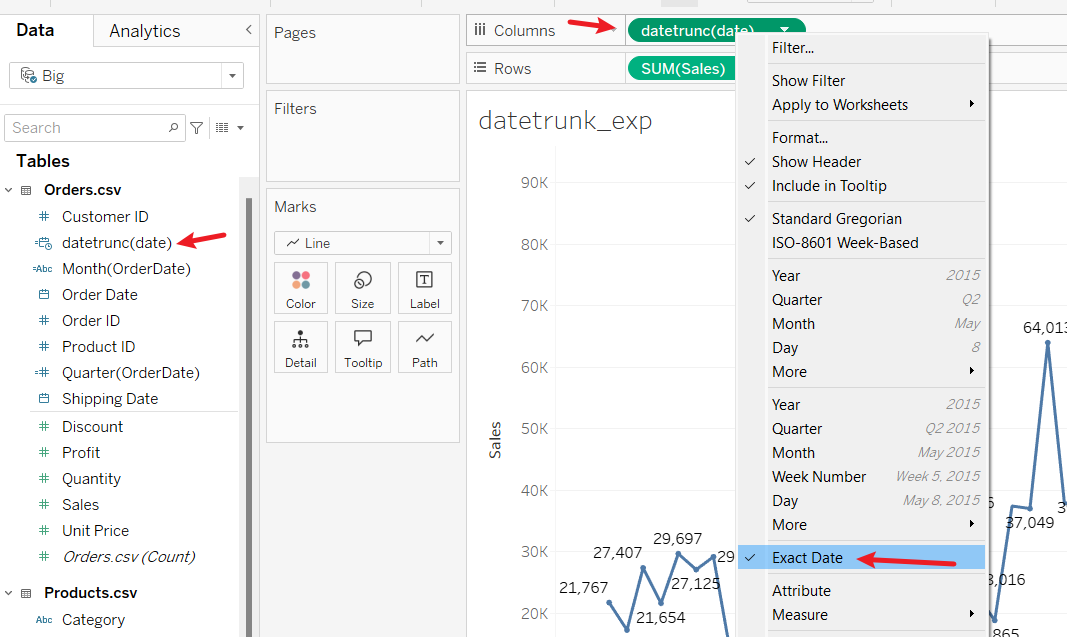 Data
Analytics
Big
Search
Tables
Orders.csv
Customer ID
datetrunc(date)
Abc Month(OrderDate)
Order Date
Order ID
Product ID
Quarter(OrderDate)
Shipping Date
Discount
Profit
Quantity
Sales
Unit Price
Orders.csv (Count)
Products.csv
Abc Category
Pages
Filters
Marks
Line
Color Size Label
Detail Tooltip Path
Columns datetrunc(date)
Rows SUM(Sales)
datetrunk_exp
Sales
90K
80K
70K
60K
50K
40K
30K
20K
29,697
27,407
29
21,767
27,125
21,654
64,013
37,049
3
Filter...
Show Filter
Apply to Worksheets
Format...
Show Header
Include in Tooltip
Standard Gregorian
ISO-8601 Week-Based
Year 2015
Quarter Q2
Month May
Day 8
More
Year 2015
Quarter Q2 2015
Month May 2015
Week Number Week 5, 2015
Day May 8, 2015
More
Exact Date
Attribute
Measure